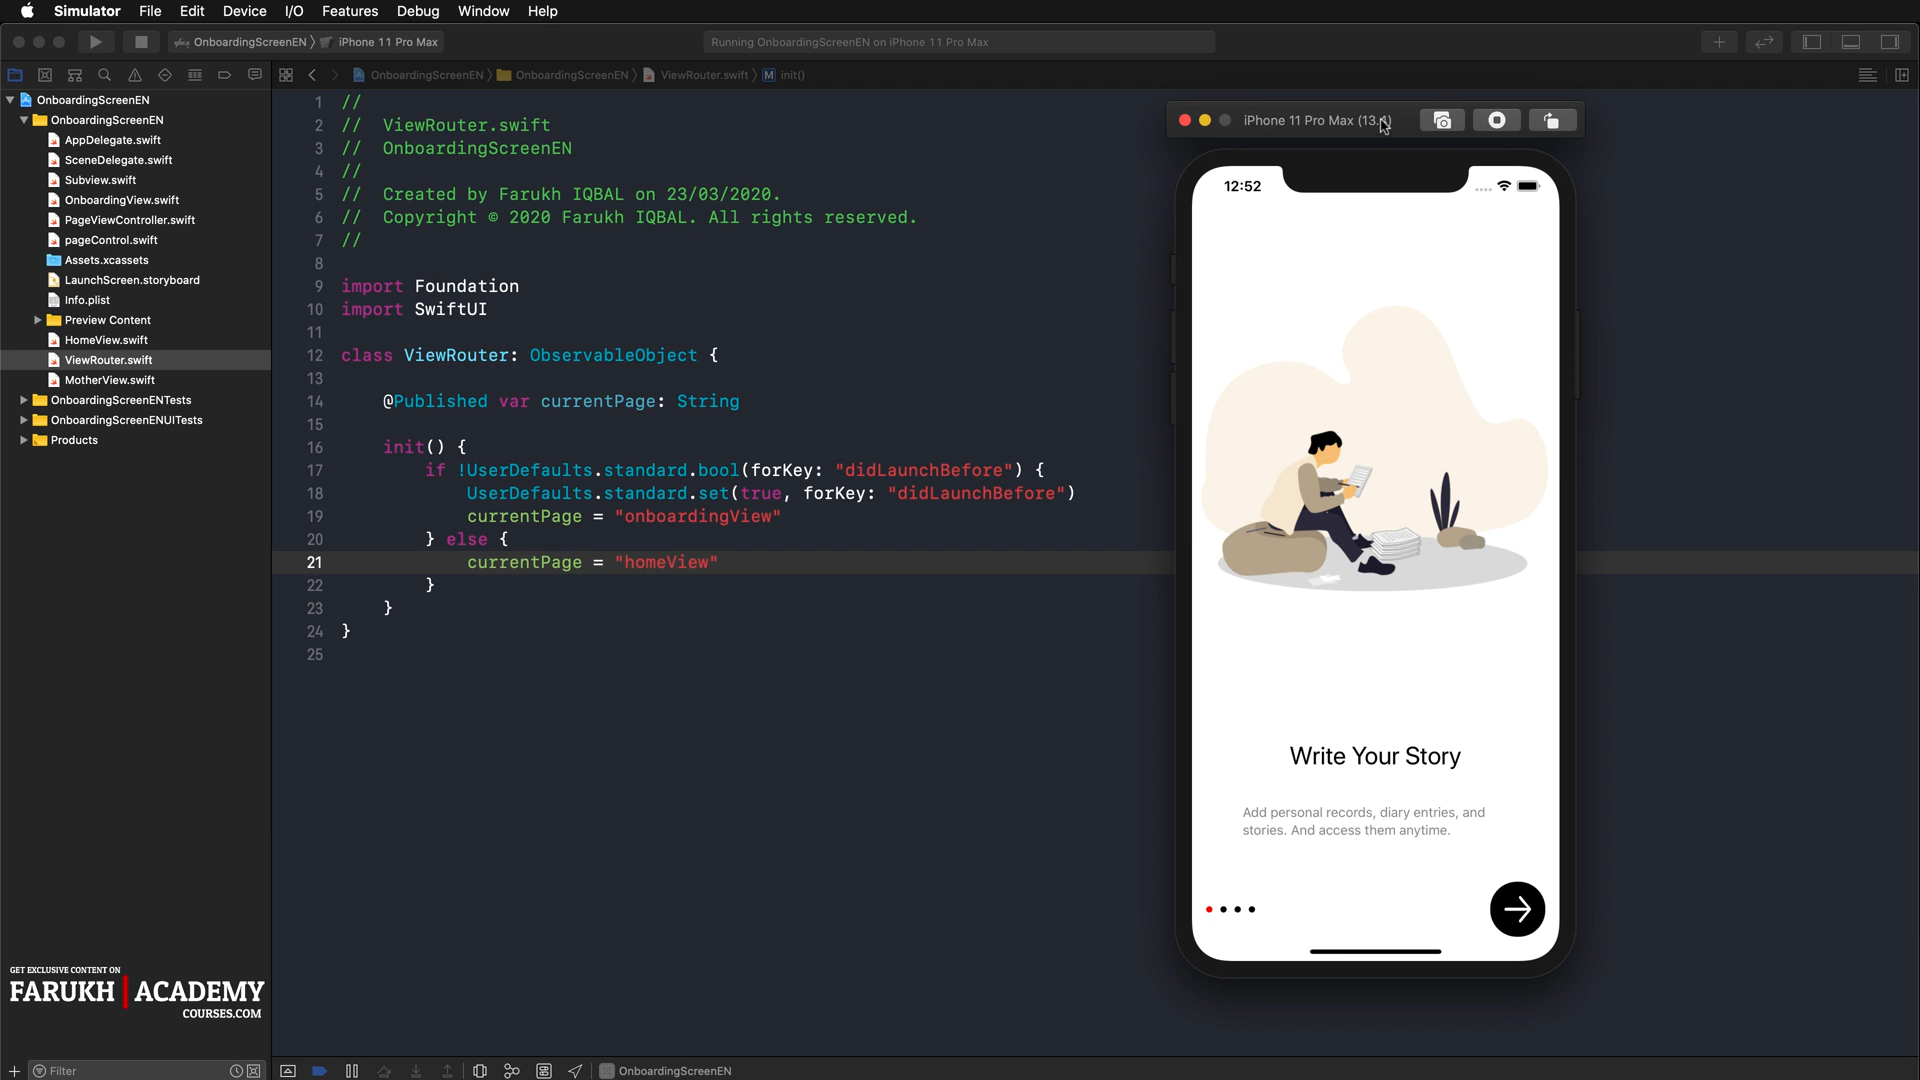 Simulator File Edit View Device I/O Features Debug Window Help
OnboardingScreenEN 〉 iPhone 11 Pro Max
Running OnboardingScreenEN on iPhone 11 Pro Max
OnboardingScreenEN 〉 OnboardingScreenEN 〉 ViewRouter.swift 〉 M init()
OnboardingScreenEN
OnboardingScreenEN
AppDelegate.swift
SceneDelegate.swift
Subview.swift
OnboardingView.swift
PageViewController.swift
pageControl.swift
Assets.xcassets
LaunchScreen.storyboard
Info.plist
Preview Content
HomeView.swift
ViewRouter.swift
MotherView.swift
OnboardingScreenENTests
OnboardingScreenENUITests
Products
GET EXCLUSIVE CONTENT ON
FARUKH ACADEMY
COURSES.COM
Filter
1 //
2 // ViewRouter.swift
3 // OnboardingScreenEN
4 //
5 // Created by Farukh IQBAL on 23/03/2020.
6 // Copyright © 2020 Farukh IQBAL. All rights reserved.
7 //
8
9 import Foundation
10 import SwiftUI
11
12 class ViewRouter: ObservableObject {
13
14 @Published var currentPage: String
15
16 init() {
17 if !UserDefaults.standard.bool(forKey: "didLaunchBefore") {
18 UserDefaults.standard.set(true, forKey: "didLaunchBefore")
19 currentPage = "onboardingView"
20 } else {
21 currentPage = "homeView"
22 }
23 }
24 }
25
OnboardingScreenEN
iPhone 11 Pro Max (13.4)
12:52
Write Your Story
Add personal records, diary entries, and
stories. And access them anytime.